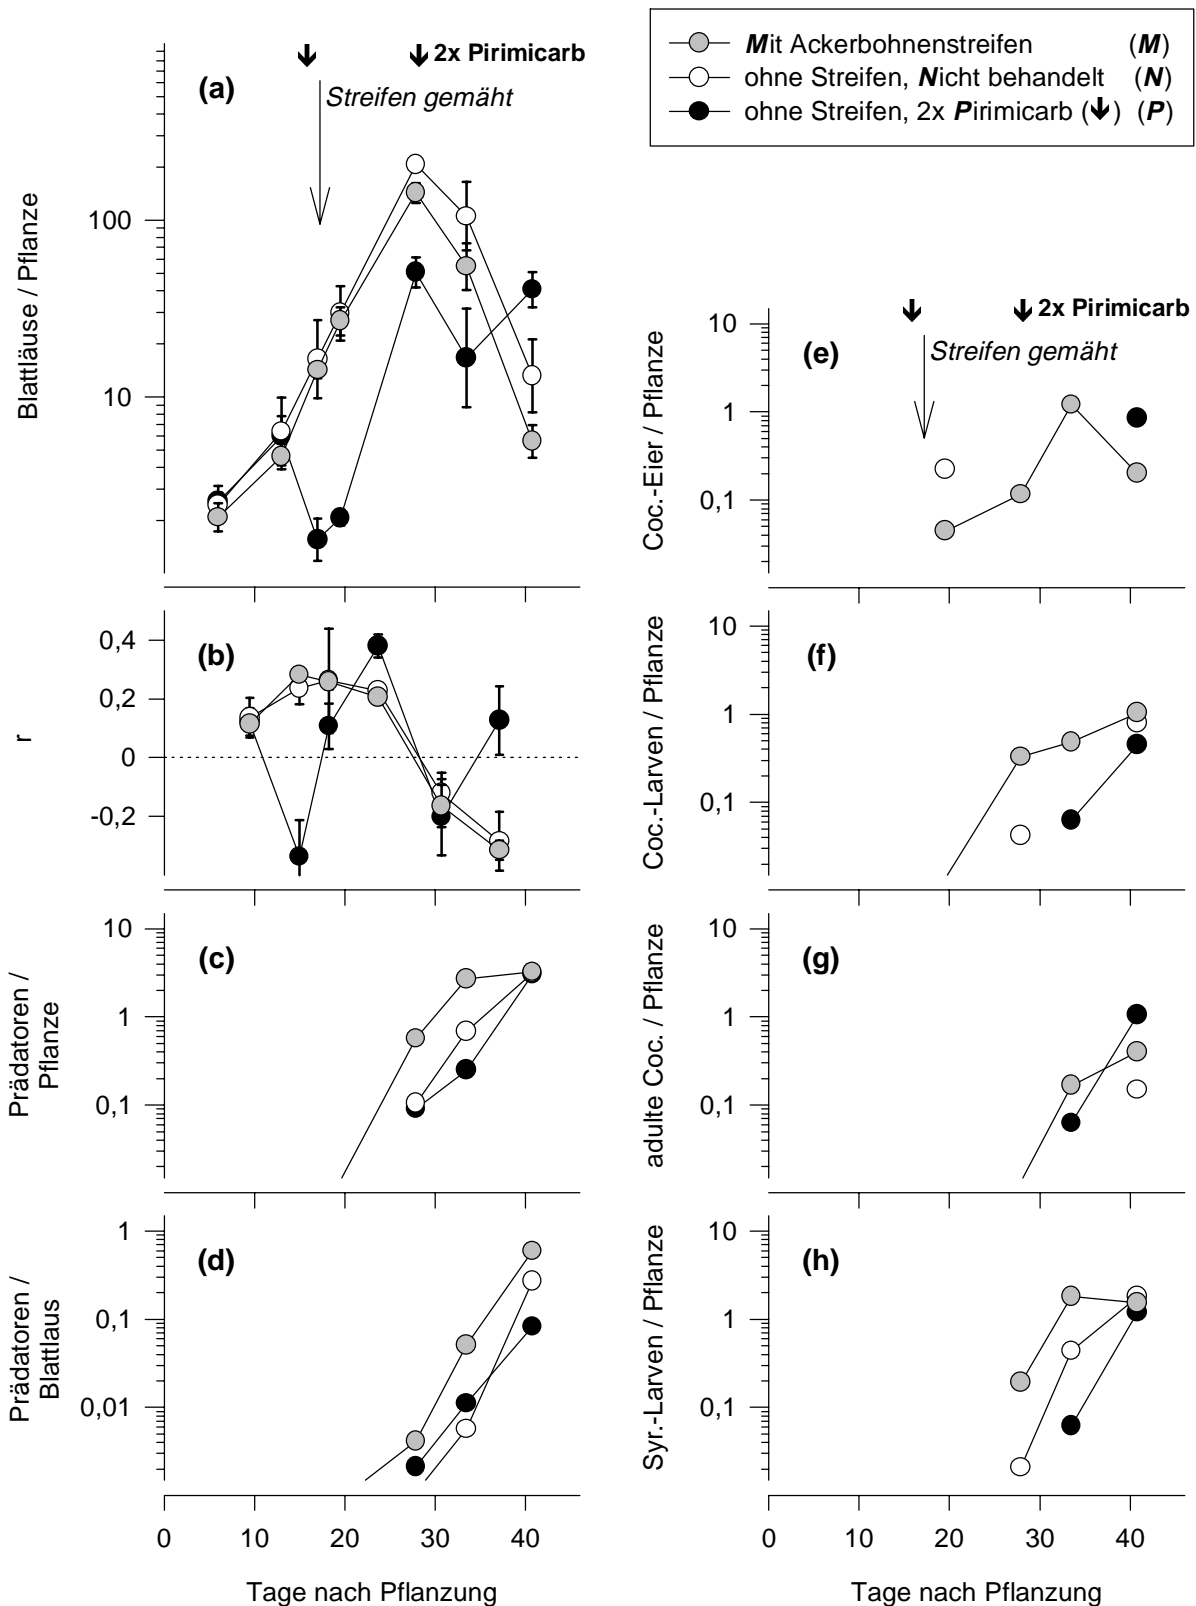 Mit Ackerbohnenstreifen (M)
ohne Streifen, Nicht behandelt (N)
ohne Streifen, 2x Pirimicarb (↓) (P)
2x Pirimicarb
(a)
Streifen gemäht
100
10
Blattläuse / Pflanze
(b)
0,4
0,2
0
-0,2
r
(c)
10
1
0,1
Prädatoren /
Pflanze
(d)
1
0,1
0,01
Prädatoren /
Blattlaus
0 10 20 30 40
Tage nach Pflanzung
2x Pirimicarb
(e)
Streifen gemäht
10
1
0,1
Coc.-Eier / Pflanze
(f)
10
1
0,1
Coc.-Larven / Pflanze
(g)
10
1
0,1
adulte Coc. / Pflanze
(h)
10
1
0,1
Syr.-Larven / Pflanze
0 10 20 30 40
Tage nach Pflanzung